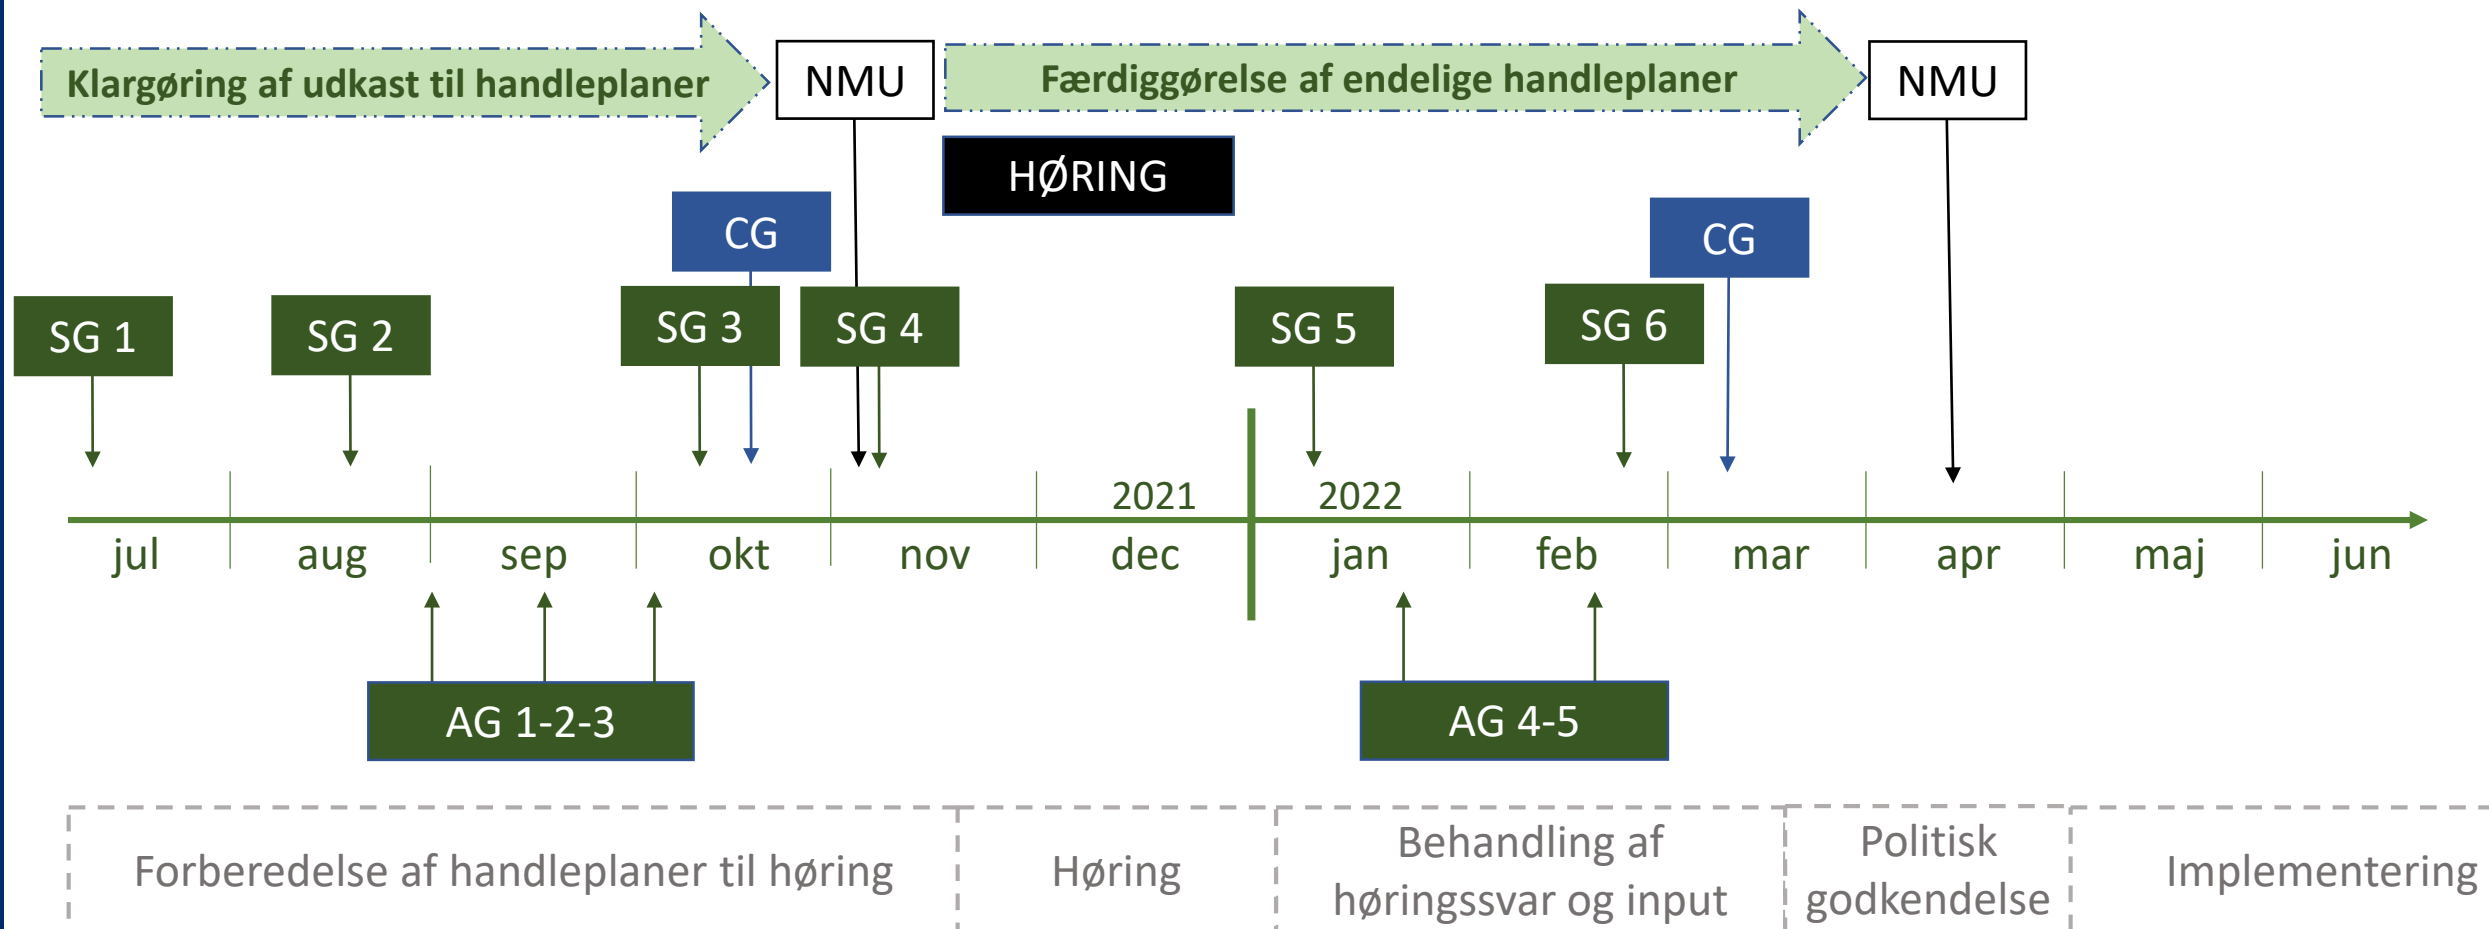 Klargøring af udkast til handleplaner
NMU
Færdiggørelse af endelige handleplaner
NMU
HØRING
CG
CG
SG 1
SG 2
SG 3
SG 4
SG 5
SG 6
2021
2022
jul
aug
sep
okt
nov
dec
jan
feb
mar
apr
maj
jun
AG 1-2-3
AG 4-5
Forberedelse af handleplaner til høring
Høring
Behandling af
høringssvar og input
Politisk
godkendelse
Implementering